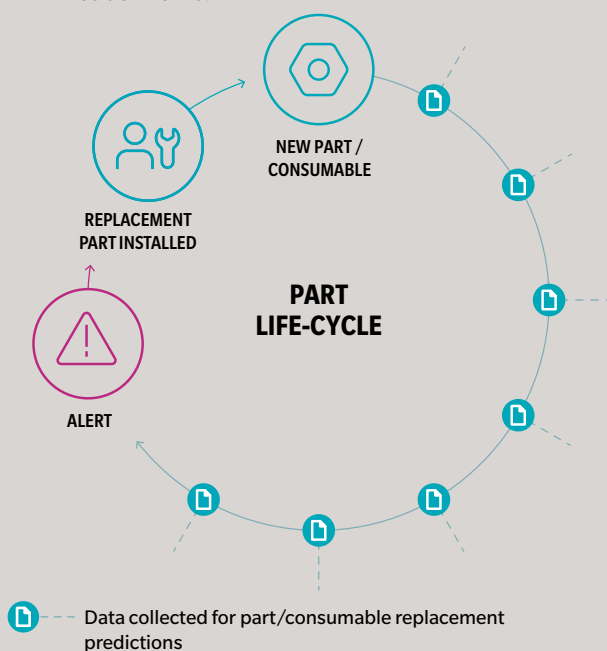 NEW PART /
CONSUMABLE
REPLACEMENT
PART INSTALLED
PART
LIFE-CYCLE
ALERT
Data collected for part/consumable replacement
predictions